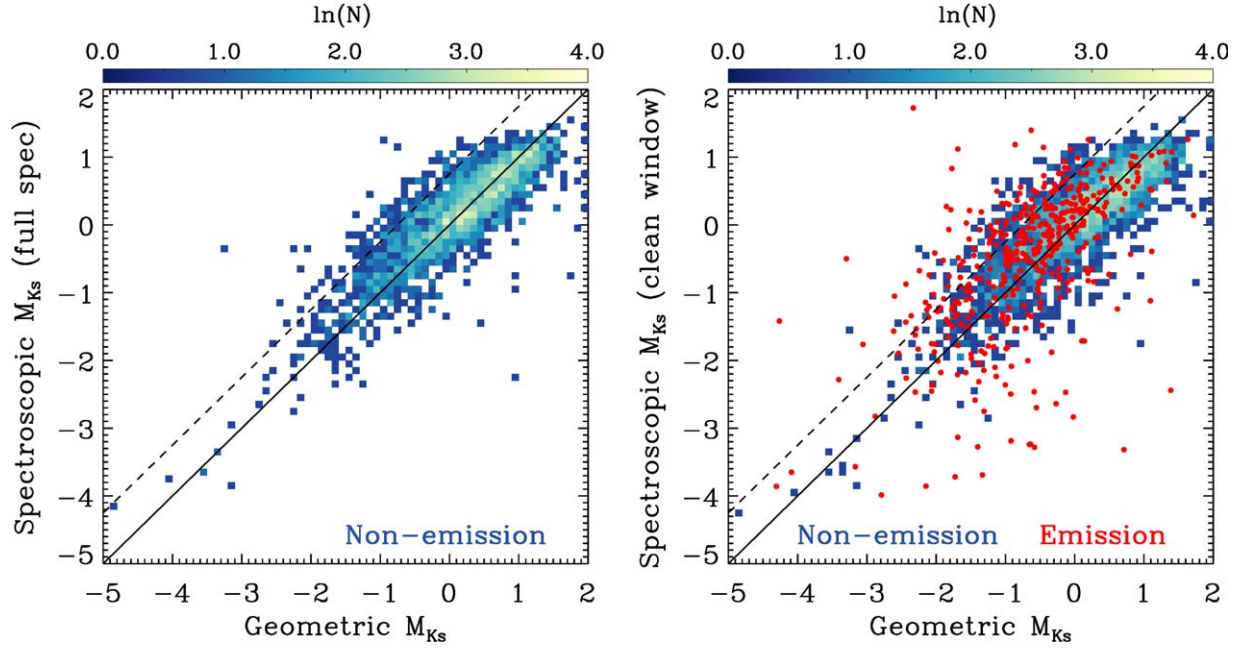 ln(N)
0.0 1.0 2.0 3.0 4.0
2
1
0
−1
−2
−3
−4
−5
Spectroscopic M_Ks (full spec)
Non−emission
−5 −4 −3 −2 −1 0 1 2
Geometric M_Ks
ln(N)
0.0 1.0 2.0 3.0 4.0
2
1
0
−1
−2
−3
−4
−5
Spectroscopic M_Ks (clean window)
Non−emission Emission
−5 −4 −3 −2 −1 0 1 2
Geometric M_Ks